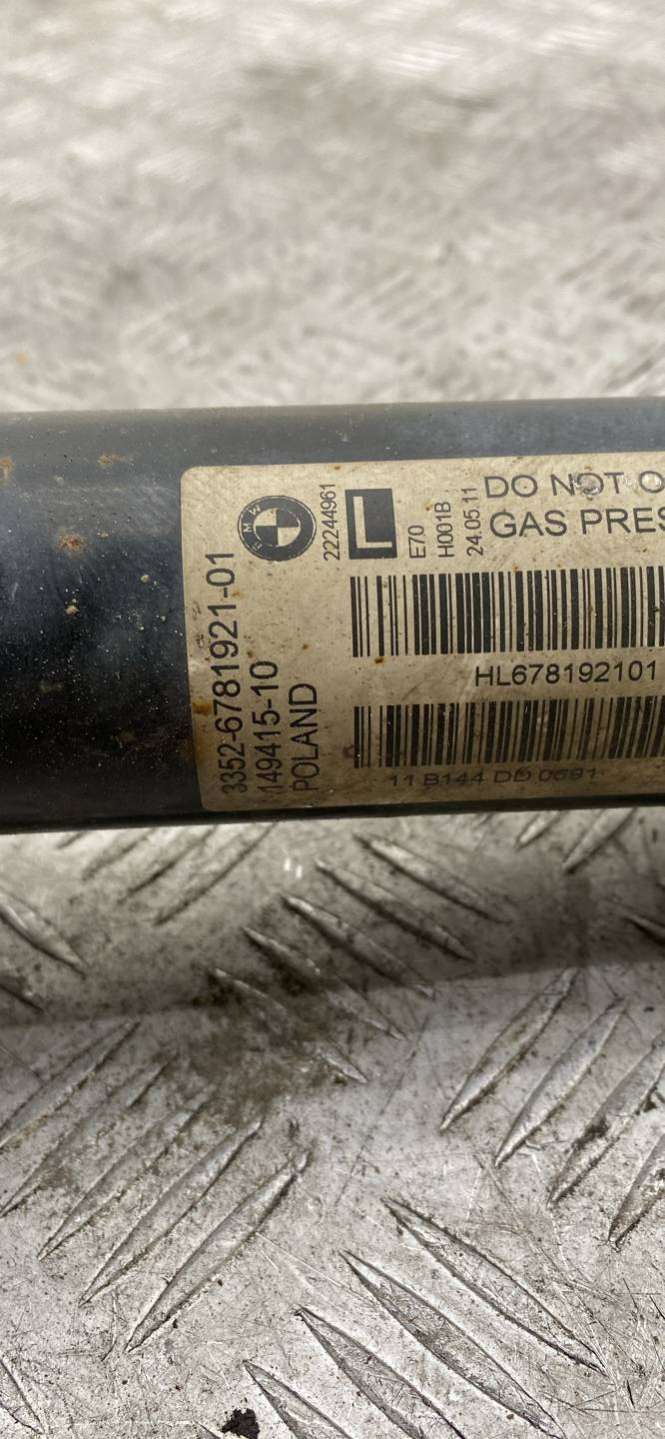 BMW
3352-6781921-01
149415-10
POLAND
22244961
L
E70
H001B
24.05.11
DO NOT O
GAS PRES
HL678192101
11 B144 DD 0691